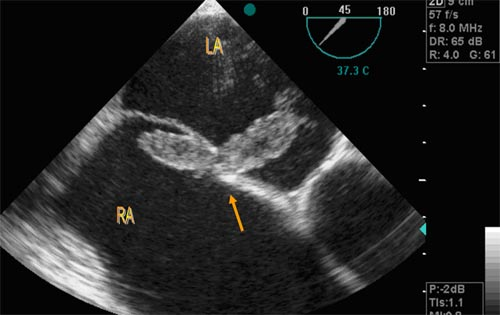 2D 9 cm
57 f/s
f: 8.0 MHz
DR: 65 dB
R: 4.0 G: 61
0 45 180
37.3 C
LA
RA
P:-2dB
TIs:1.1